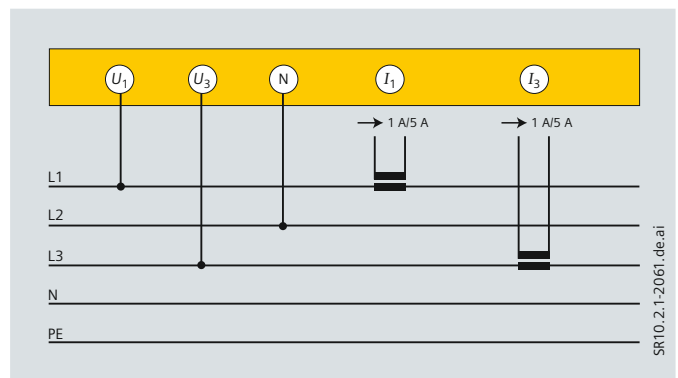 U1 U3 N I1 I3
1 A/5 A 1 A/5 A
L1
L2
L3
N
PE
SR10.2.1-2061.de.ai